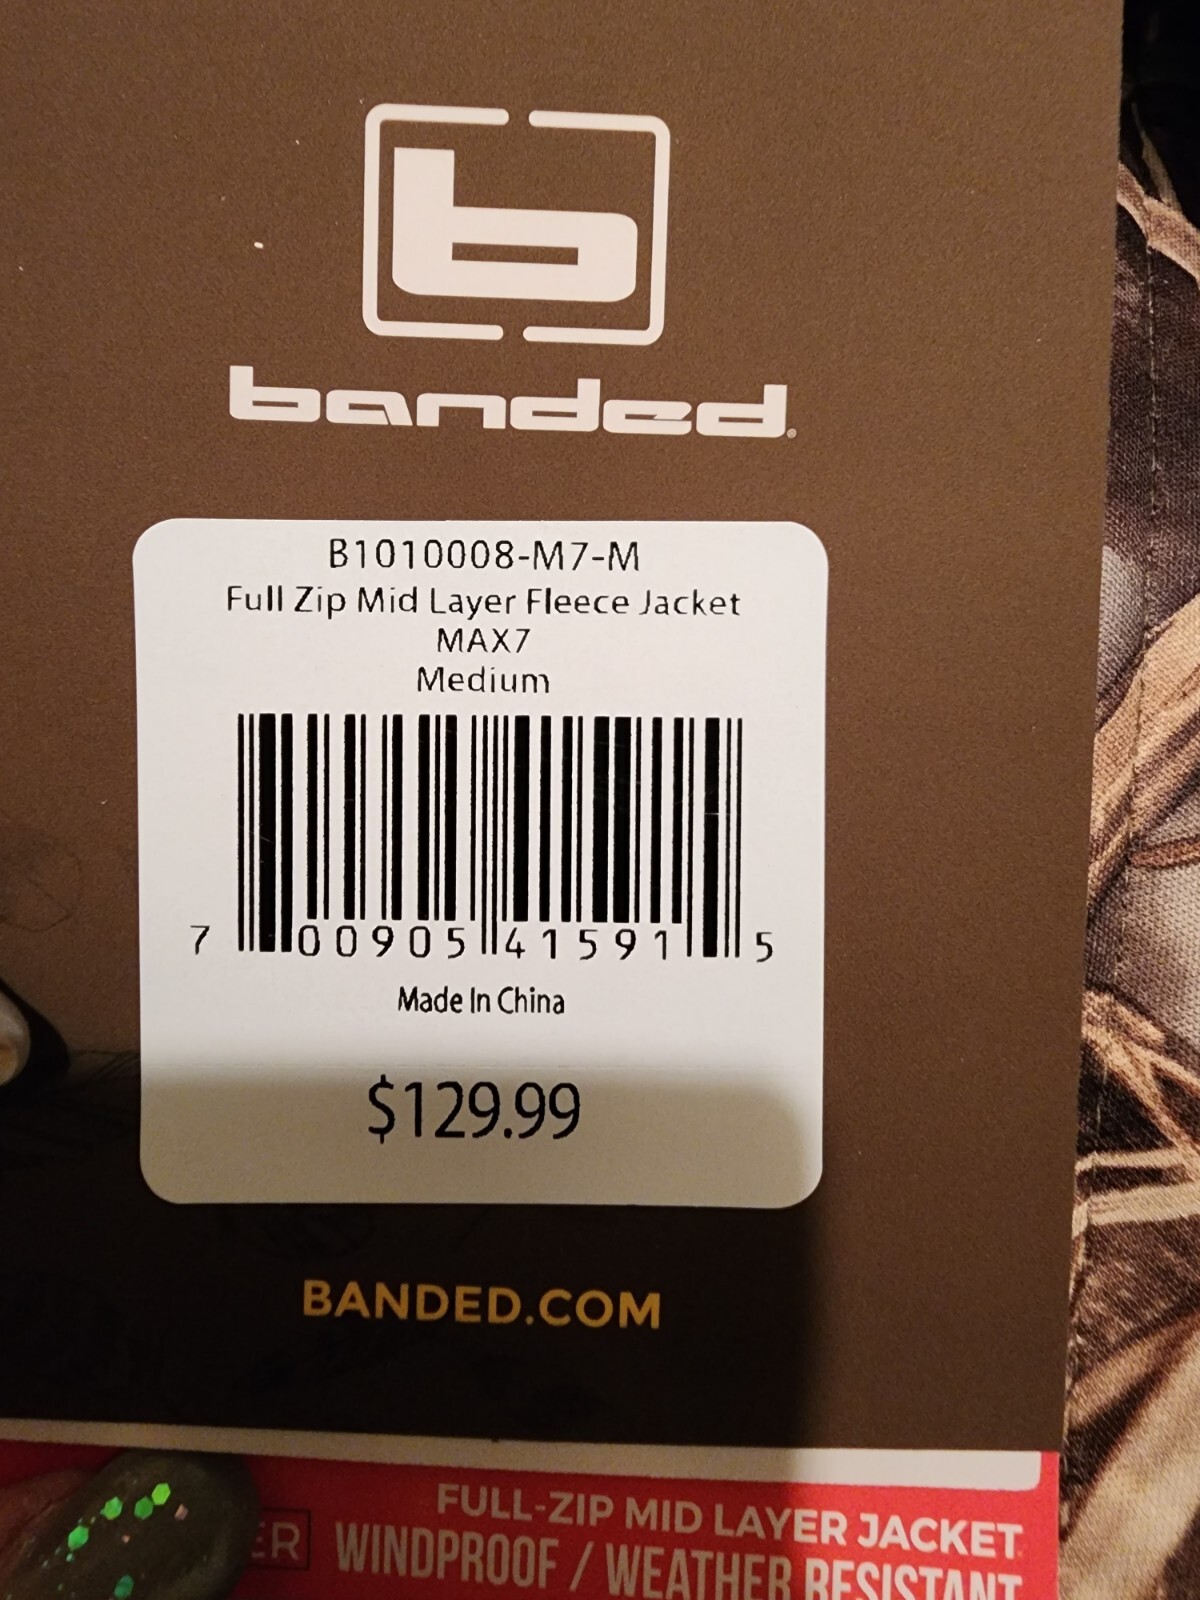 b
banded.
B1010008-M7-M
Full Zip Mid Layer Fleece Jacket
MAX7
Medium
7 00905 41591 5
Made In China
$129.99
BANDED.COM
FULL-ZIP MID LAYER JACKET
WINDPROOF / WEATHER RESISTANT